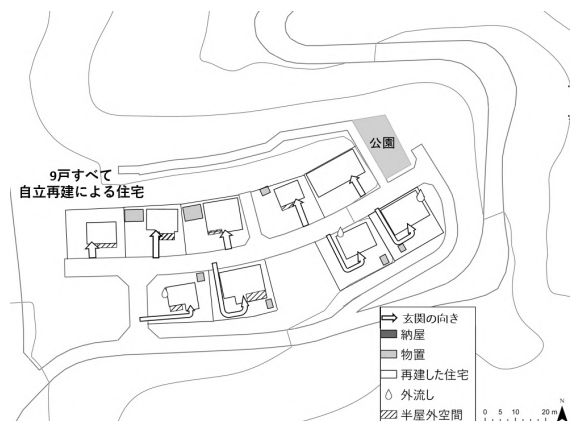 公園
9戸すべて
自立再建による住宅
玄関の向き
納屋
物置
再建した住宅
外流し
半屋外空間
0 5 10 20 m
N